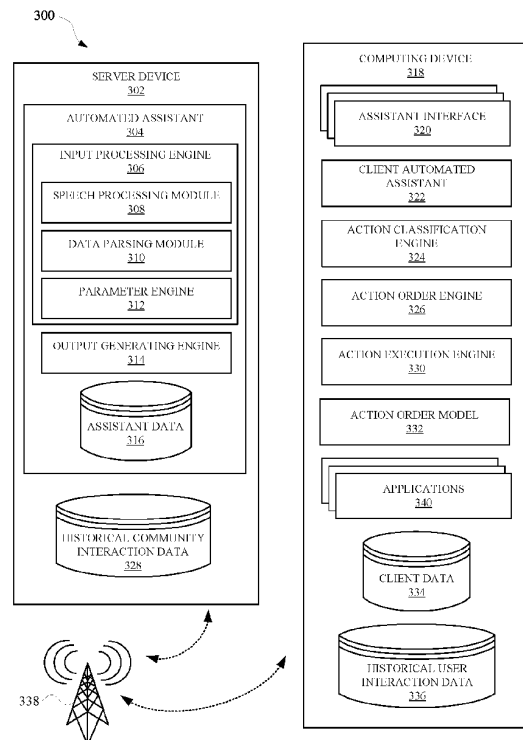 300
SERVER DEVICE
302
AUTOMATED ASSISTANT
304
INPUT PROCESSING ENGINE
306
SPEECH PROCESSING MODULE
308
DATA PARSING MODULE
310
PARAMETER ENGINE
312
OUTPUT GENERATING ENGINE
314
ASSISTANT DATA
316
HISTORICAL COMMUNITY
INTERACTION DATA
328
338
COMPUTING DEVICE
318
ASSISTANT INTERFACE
320
CLIENT AUTOMATED
ASSISTANT
322
ACTION CLASSIFICATION
ENGINE
324
ACTION ORDER ENGINE
326
ACTION EXECUTION ENGINE
330
ACTION ORDER MODEL
332
APPLICATIONS
340
CLIENT DATA
334
HISTORICAL USER
INTERACTION DATA
336